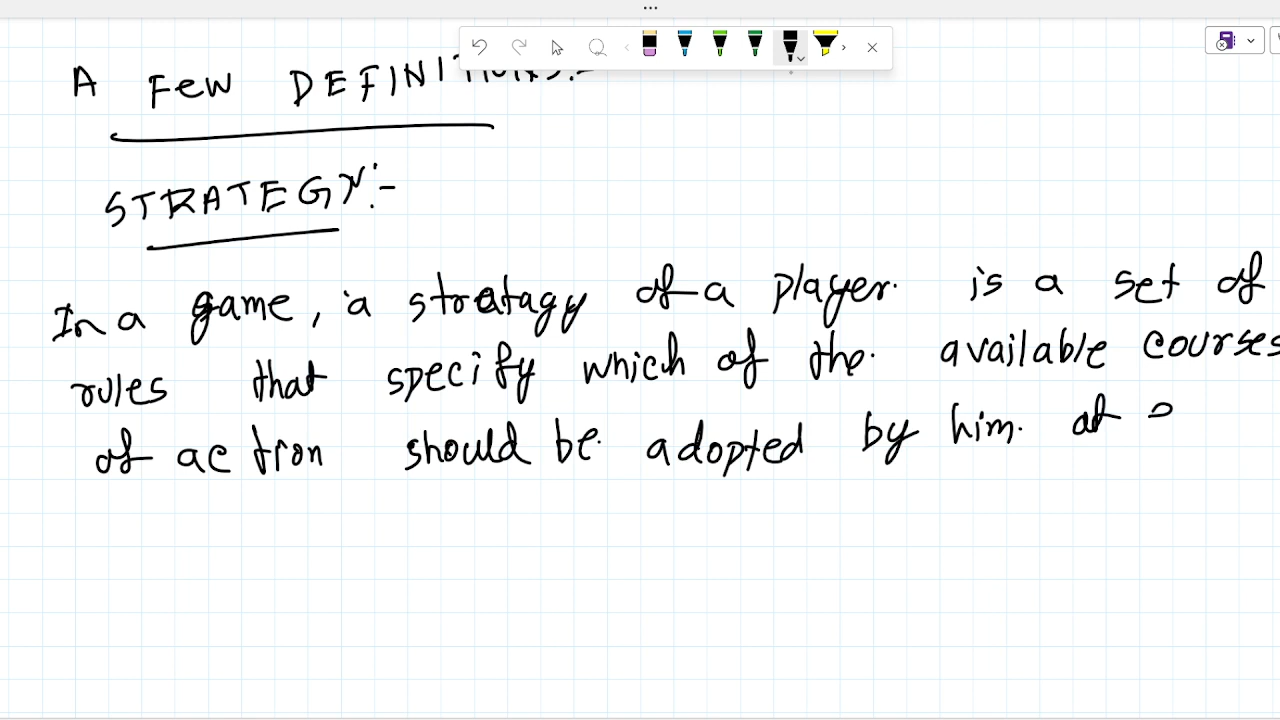 A FEW DEFINITIONS:-
STRATEGY:-
In a game, a stratagy of a player. is a set of
rules that specify which of the. available courses
of action should be. adopted by him. at